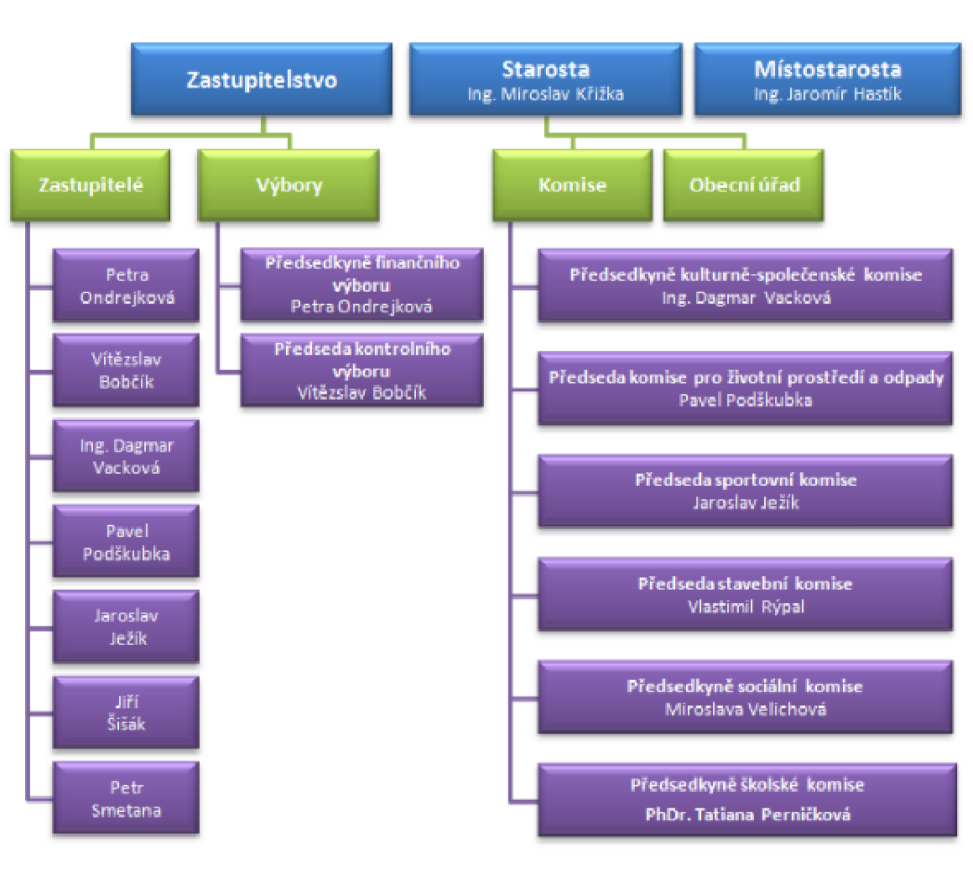 Zastupitelstvo
Starosta
Ing. Miroslav Křižka
Místostarosta
Ing. Jaromír Hastík
Zastupitelé
Výbory
Komise
Obecní úřad
Petra
Ondrejková
Vítězslav
Bobčík
Ing. Dagmar
Vacková
Pavel
Podškubka
Jaroslav
Ježík
Jiří
Šišák
Petr
Smetana
Předsedkyně finančního
výboru
Petra Ondrejková
Předseda kontrolního
výboru
Vítězslav Bobčík
Předsedkyně kulturně-společenské komise
Ing. Dagmar Vacková
Předseda komise pro životní prostředí a odpady
Pavel Podškubka
Předseda sportovní komise
Jaroslav Ježík
Předseda stavební komise
Vlastimil Rýpal
Předsedkyně sociální komise
Miroslava Velichová
Předsedkyně školské komise
PhDr. Tatiana Perničková